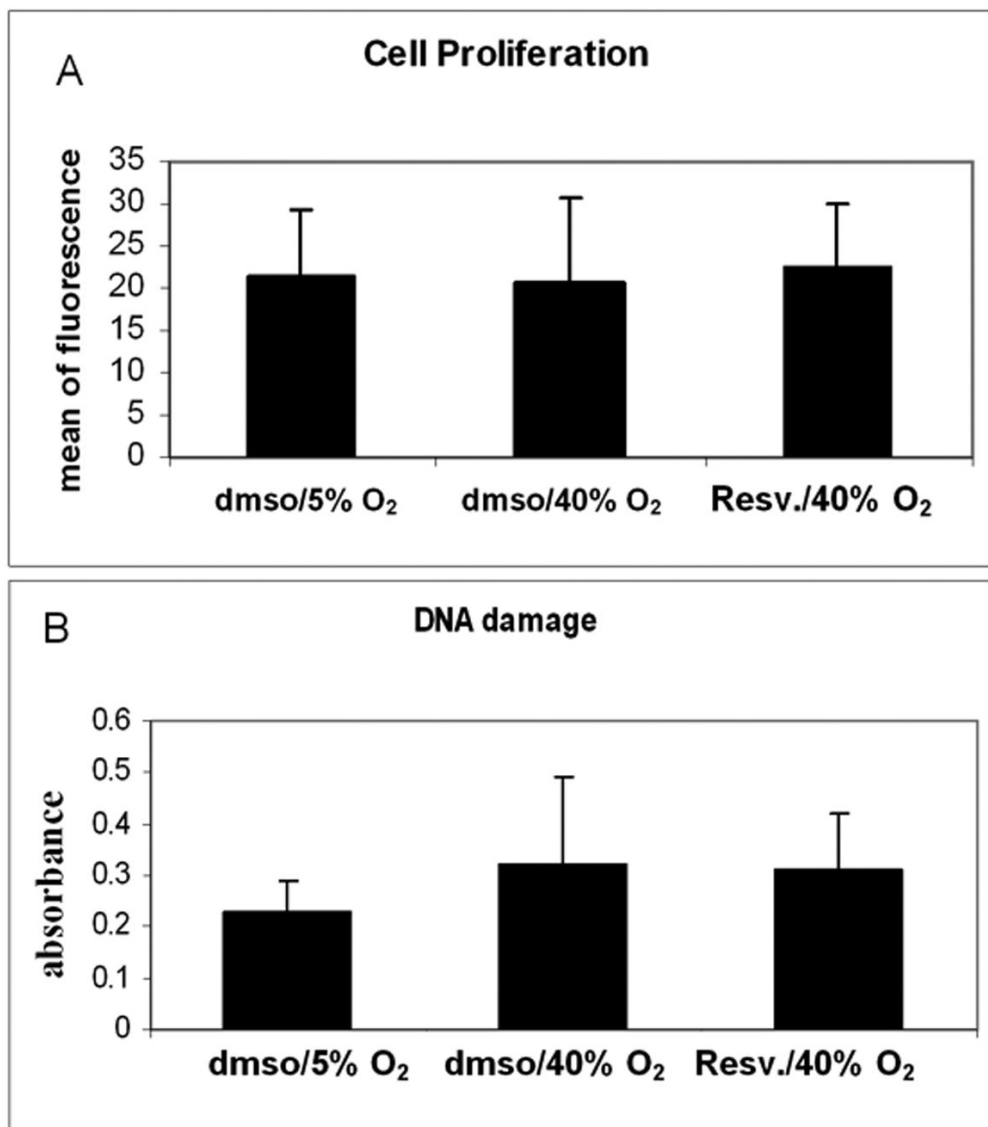 A
Cell Proliferation
mean of fluorescence
35
30
25
20
15
10
5
0
dmso/5% O₂ dmso/40% O₂ Resv./40% O₂
B
DNA damage
absorbance
0.6
0.5
0.4
0.3
0.2
0.1
0
dmso/5% O₂ dmso/40% O₂ Resv./40% O₂